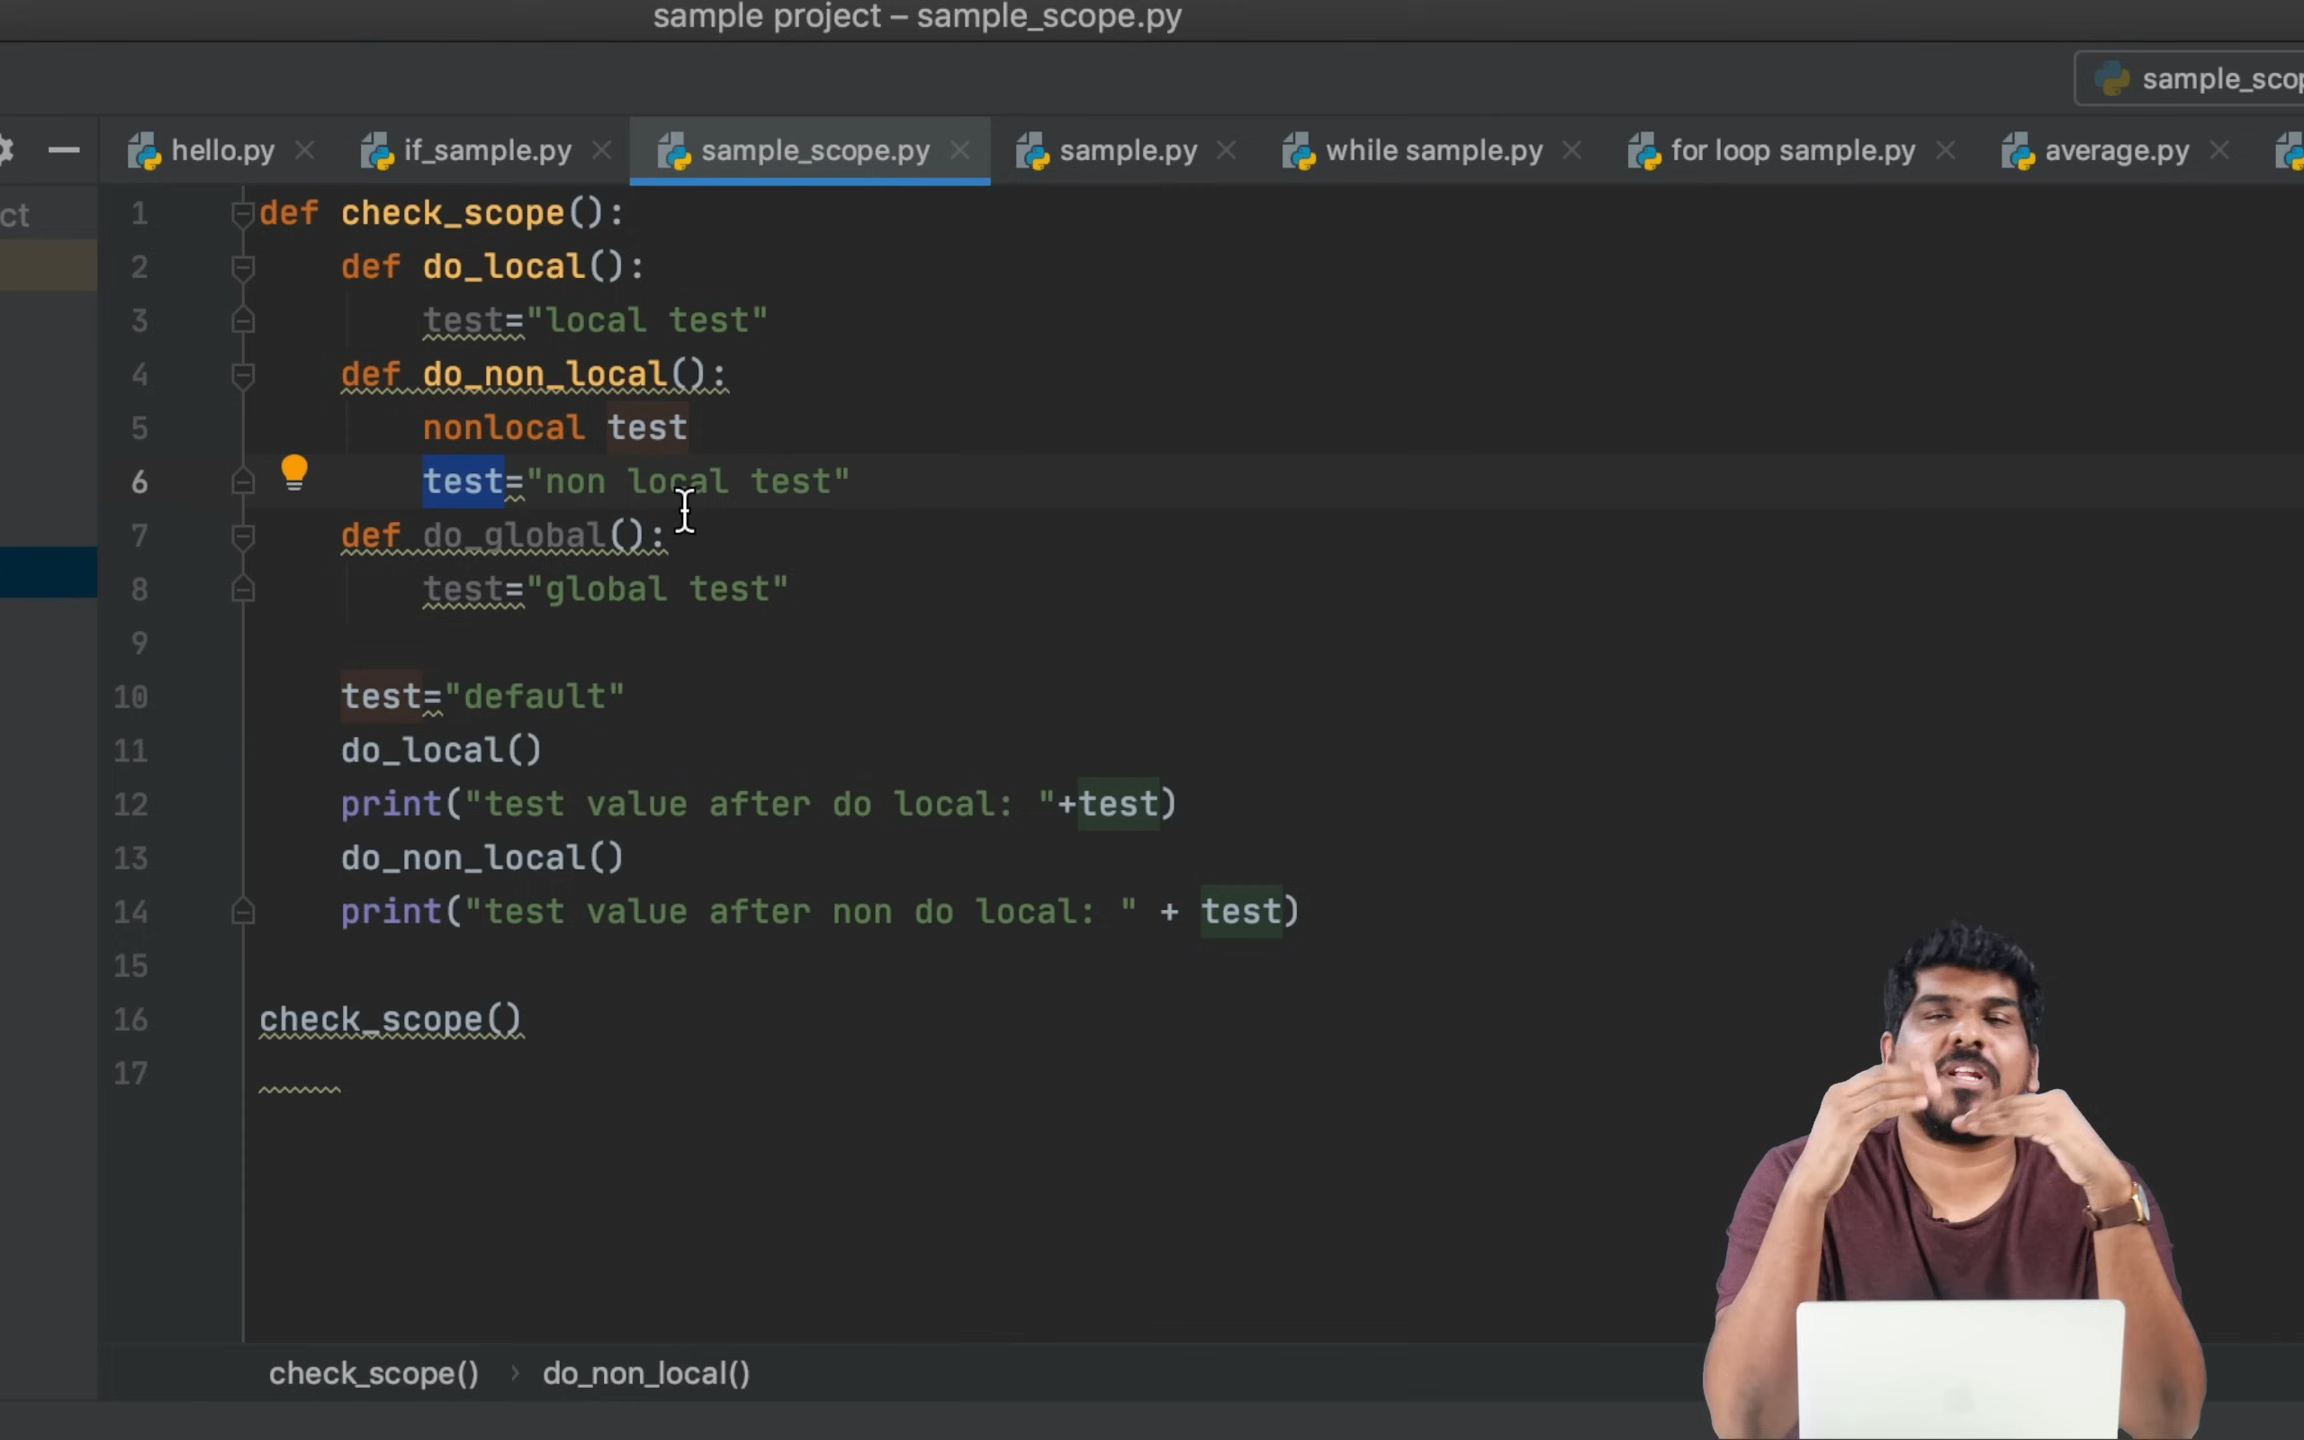 sample project – sample_scope.py
sample_scop
hello.py if_sample.py sample_scope.py sample.py while sample.py for loop sample.py average.py
ct
1 def check_scope():
2 def do_local():
3 test="local test"
4 def do_non_local():
5 nonlocal test
6 test="non local test"
7 def do_global():
8 test="global test"
9
10 test="default"
11 do_local()
12 print("test value after do local: "+test)
13 do_non_local()
14 print("test value after non do local: " + test)
15
16 check_scope()
17
check_scope() › do_non_local()